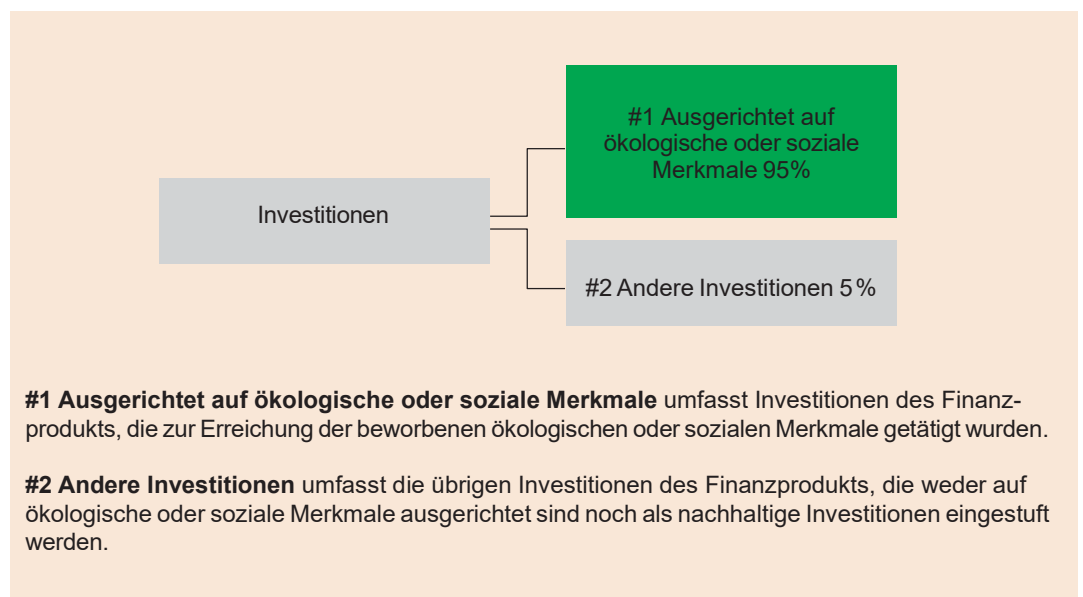 #1 Ausgerichtet auf
ökologische oder soziale
Merkmale 95%
Investitionen
#2 Andere Investitionen 5 %
#1 Ausgerichtet auf ökologische oder soziale Merkmale umfasst Investitionen des Finanz-
produkts, die zur Erreichung der beworbenen ökologischen oder sozialen Merkmale getätigt wurden.
#2 Andere Investitionen umfasst die übrigen Investitionen des Finanzprodukts, die weder auf
ökologische oder soziale Merkmale ausgerichtet sind noch als nachhaltige Investitionen eingestuft
werden.